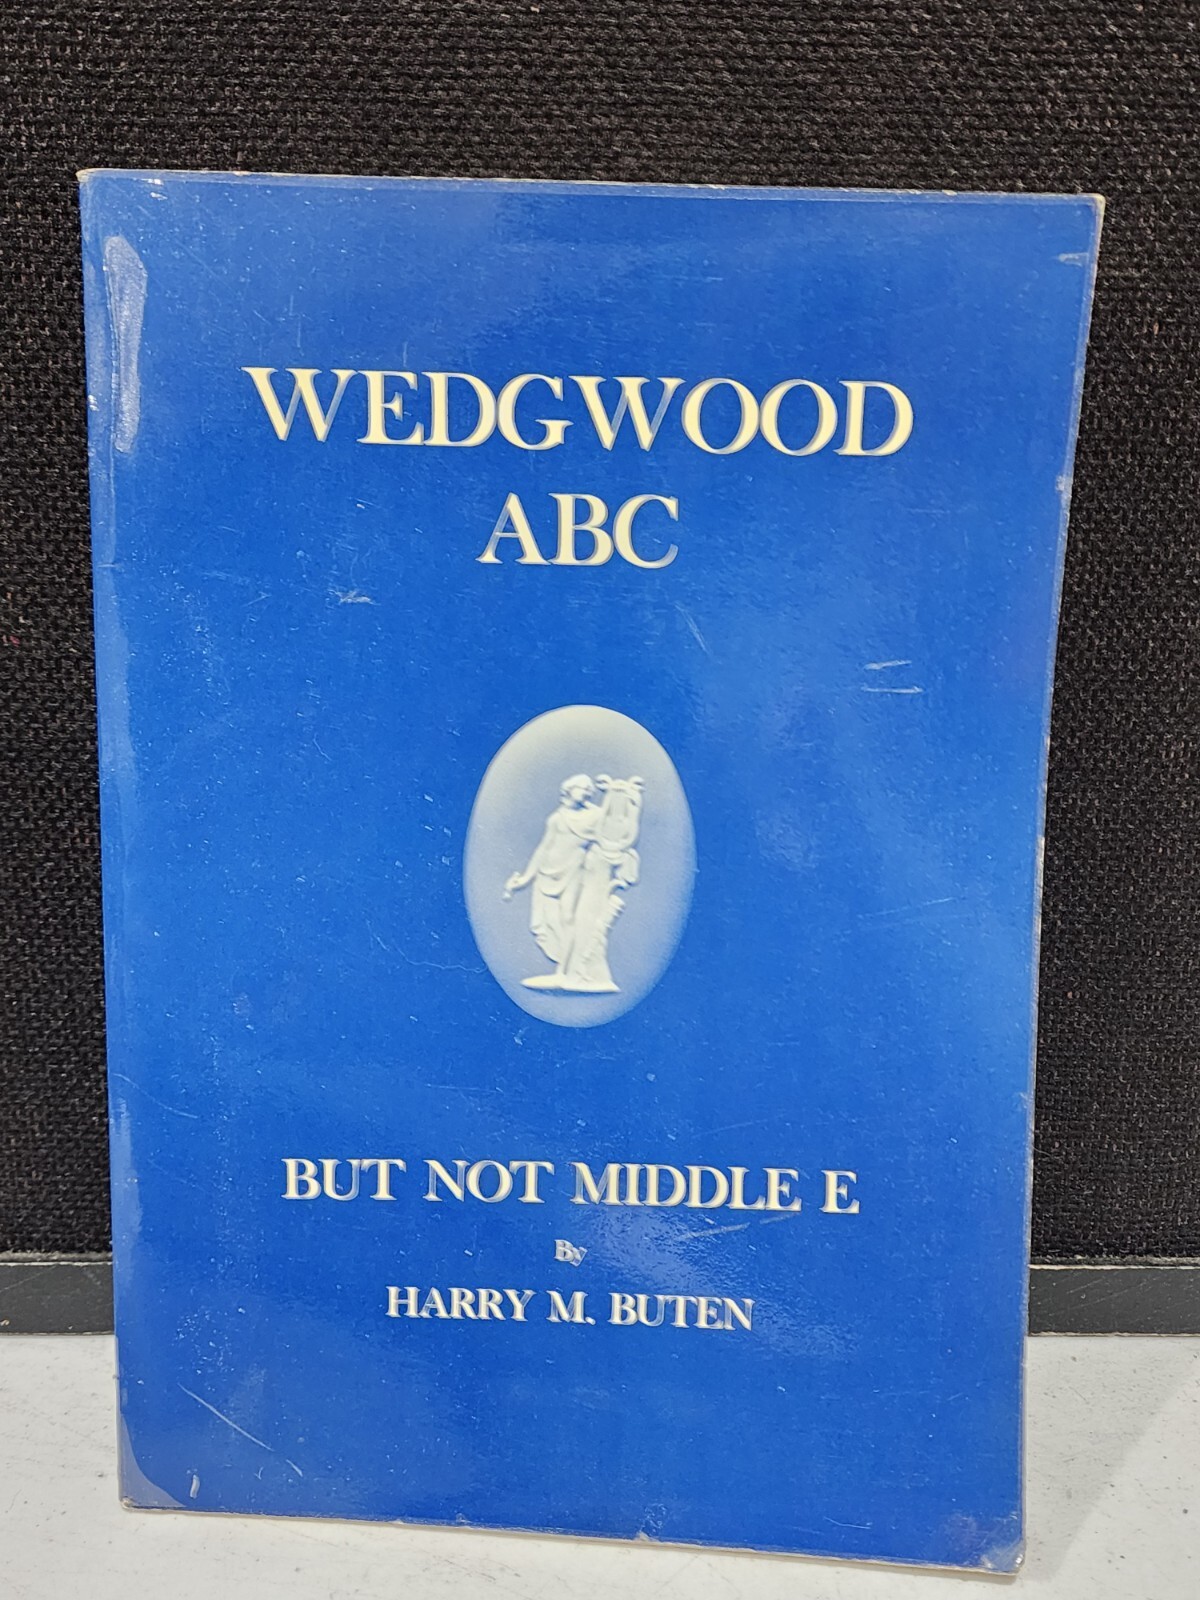 WEDGWOOD
ABC
BUT NOT MIDDLE E
By
HARRY M. BUTEN